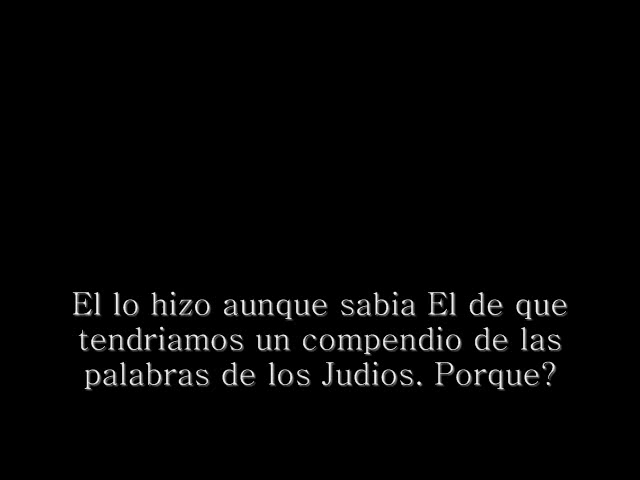 El lo hizo aunque sabia El de que
tendriamos un compendio de las
palabras de los Judios. Porque?